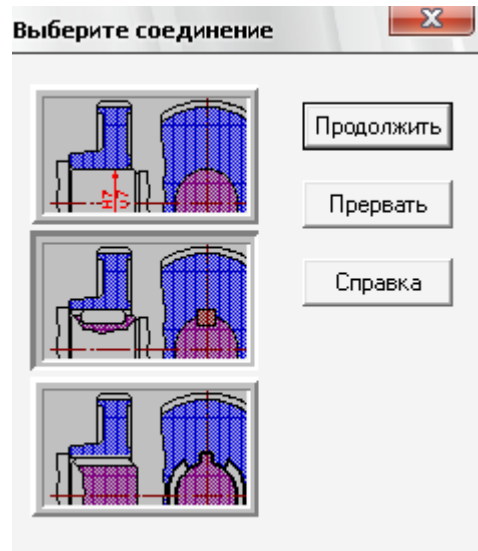 Выберите соединение
Продолжить
Прервать
Справка